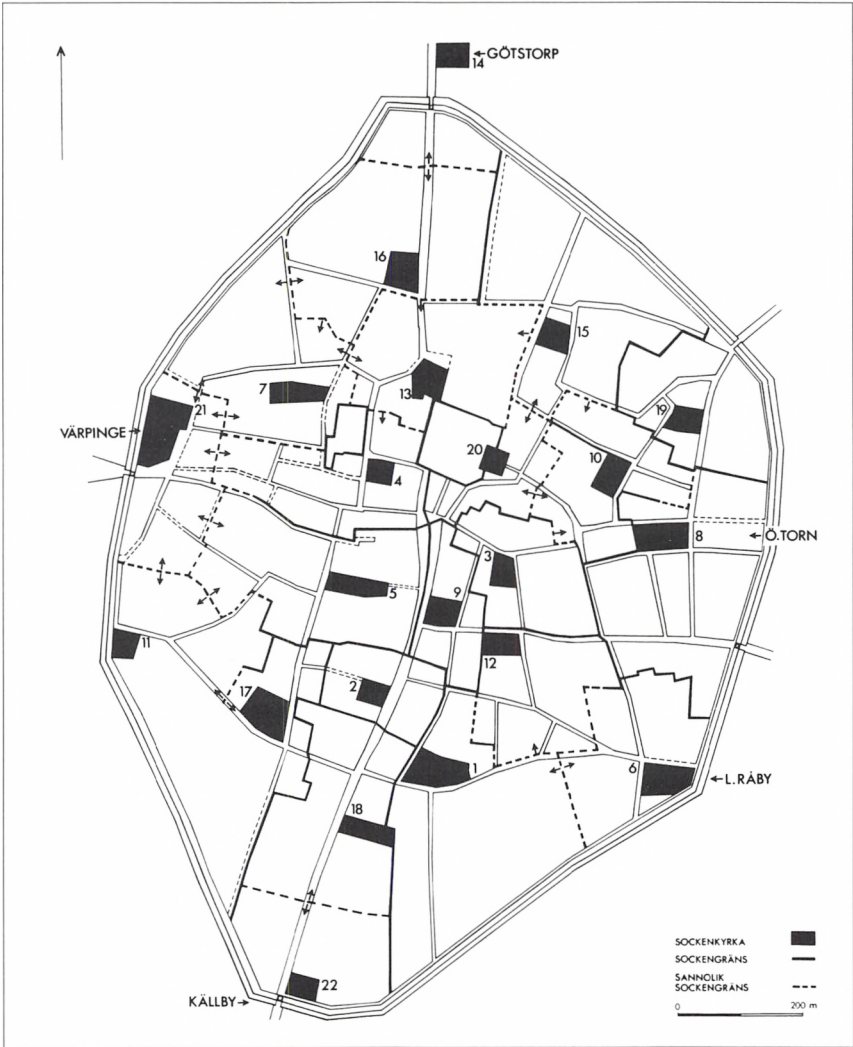 ←GÖTSTORP
14
16
15
7
13
19
21
VÄRPINGE→
20
10
4
8
←Ö.TORN
3
5
9
11
12
2
17
1
6
←L.RÅBY
18
22
KÄLLBY→
SOCKENKYRKA
SOCKENGRÄNS
SANNOLIK
SOCKENGRÄNS
0 200 m